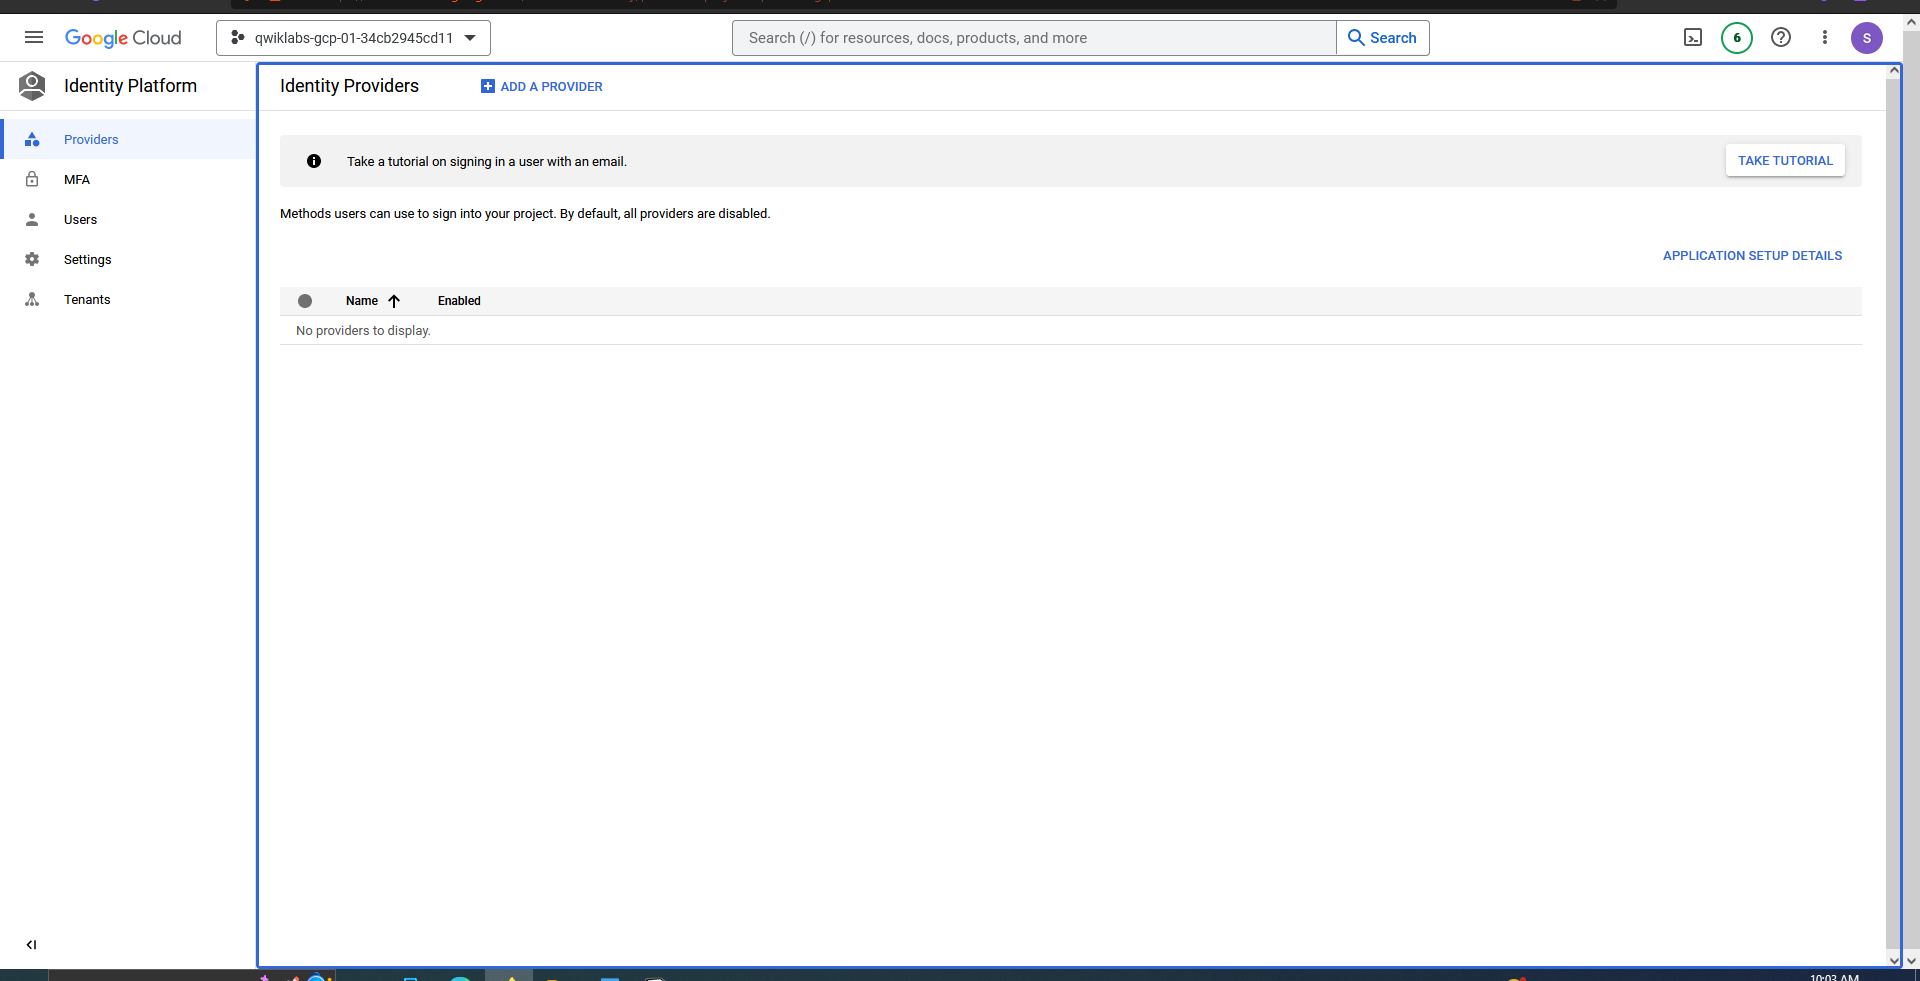 Google Cloud
qwiklabs-gcp-01-34cb2945cd11
Search (/) for resources, docs, products, and more
Search
6
S
Identity Platform
Providers
MFA
Users
Settings
Tenants
Identity Providers
ADD A PROVIDER
Take a tutorial on signing in a user with an email.
TAKE TUTORIAL
Methods users can use to sign into your project. By default, all providers are disabled.
APPLICATION SETUP DETAILS
Name Enabled
No providers to display.
10:03 AM